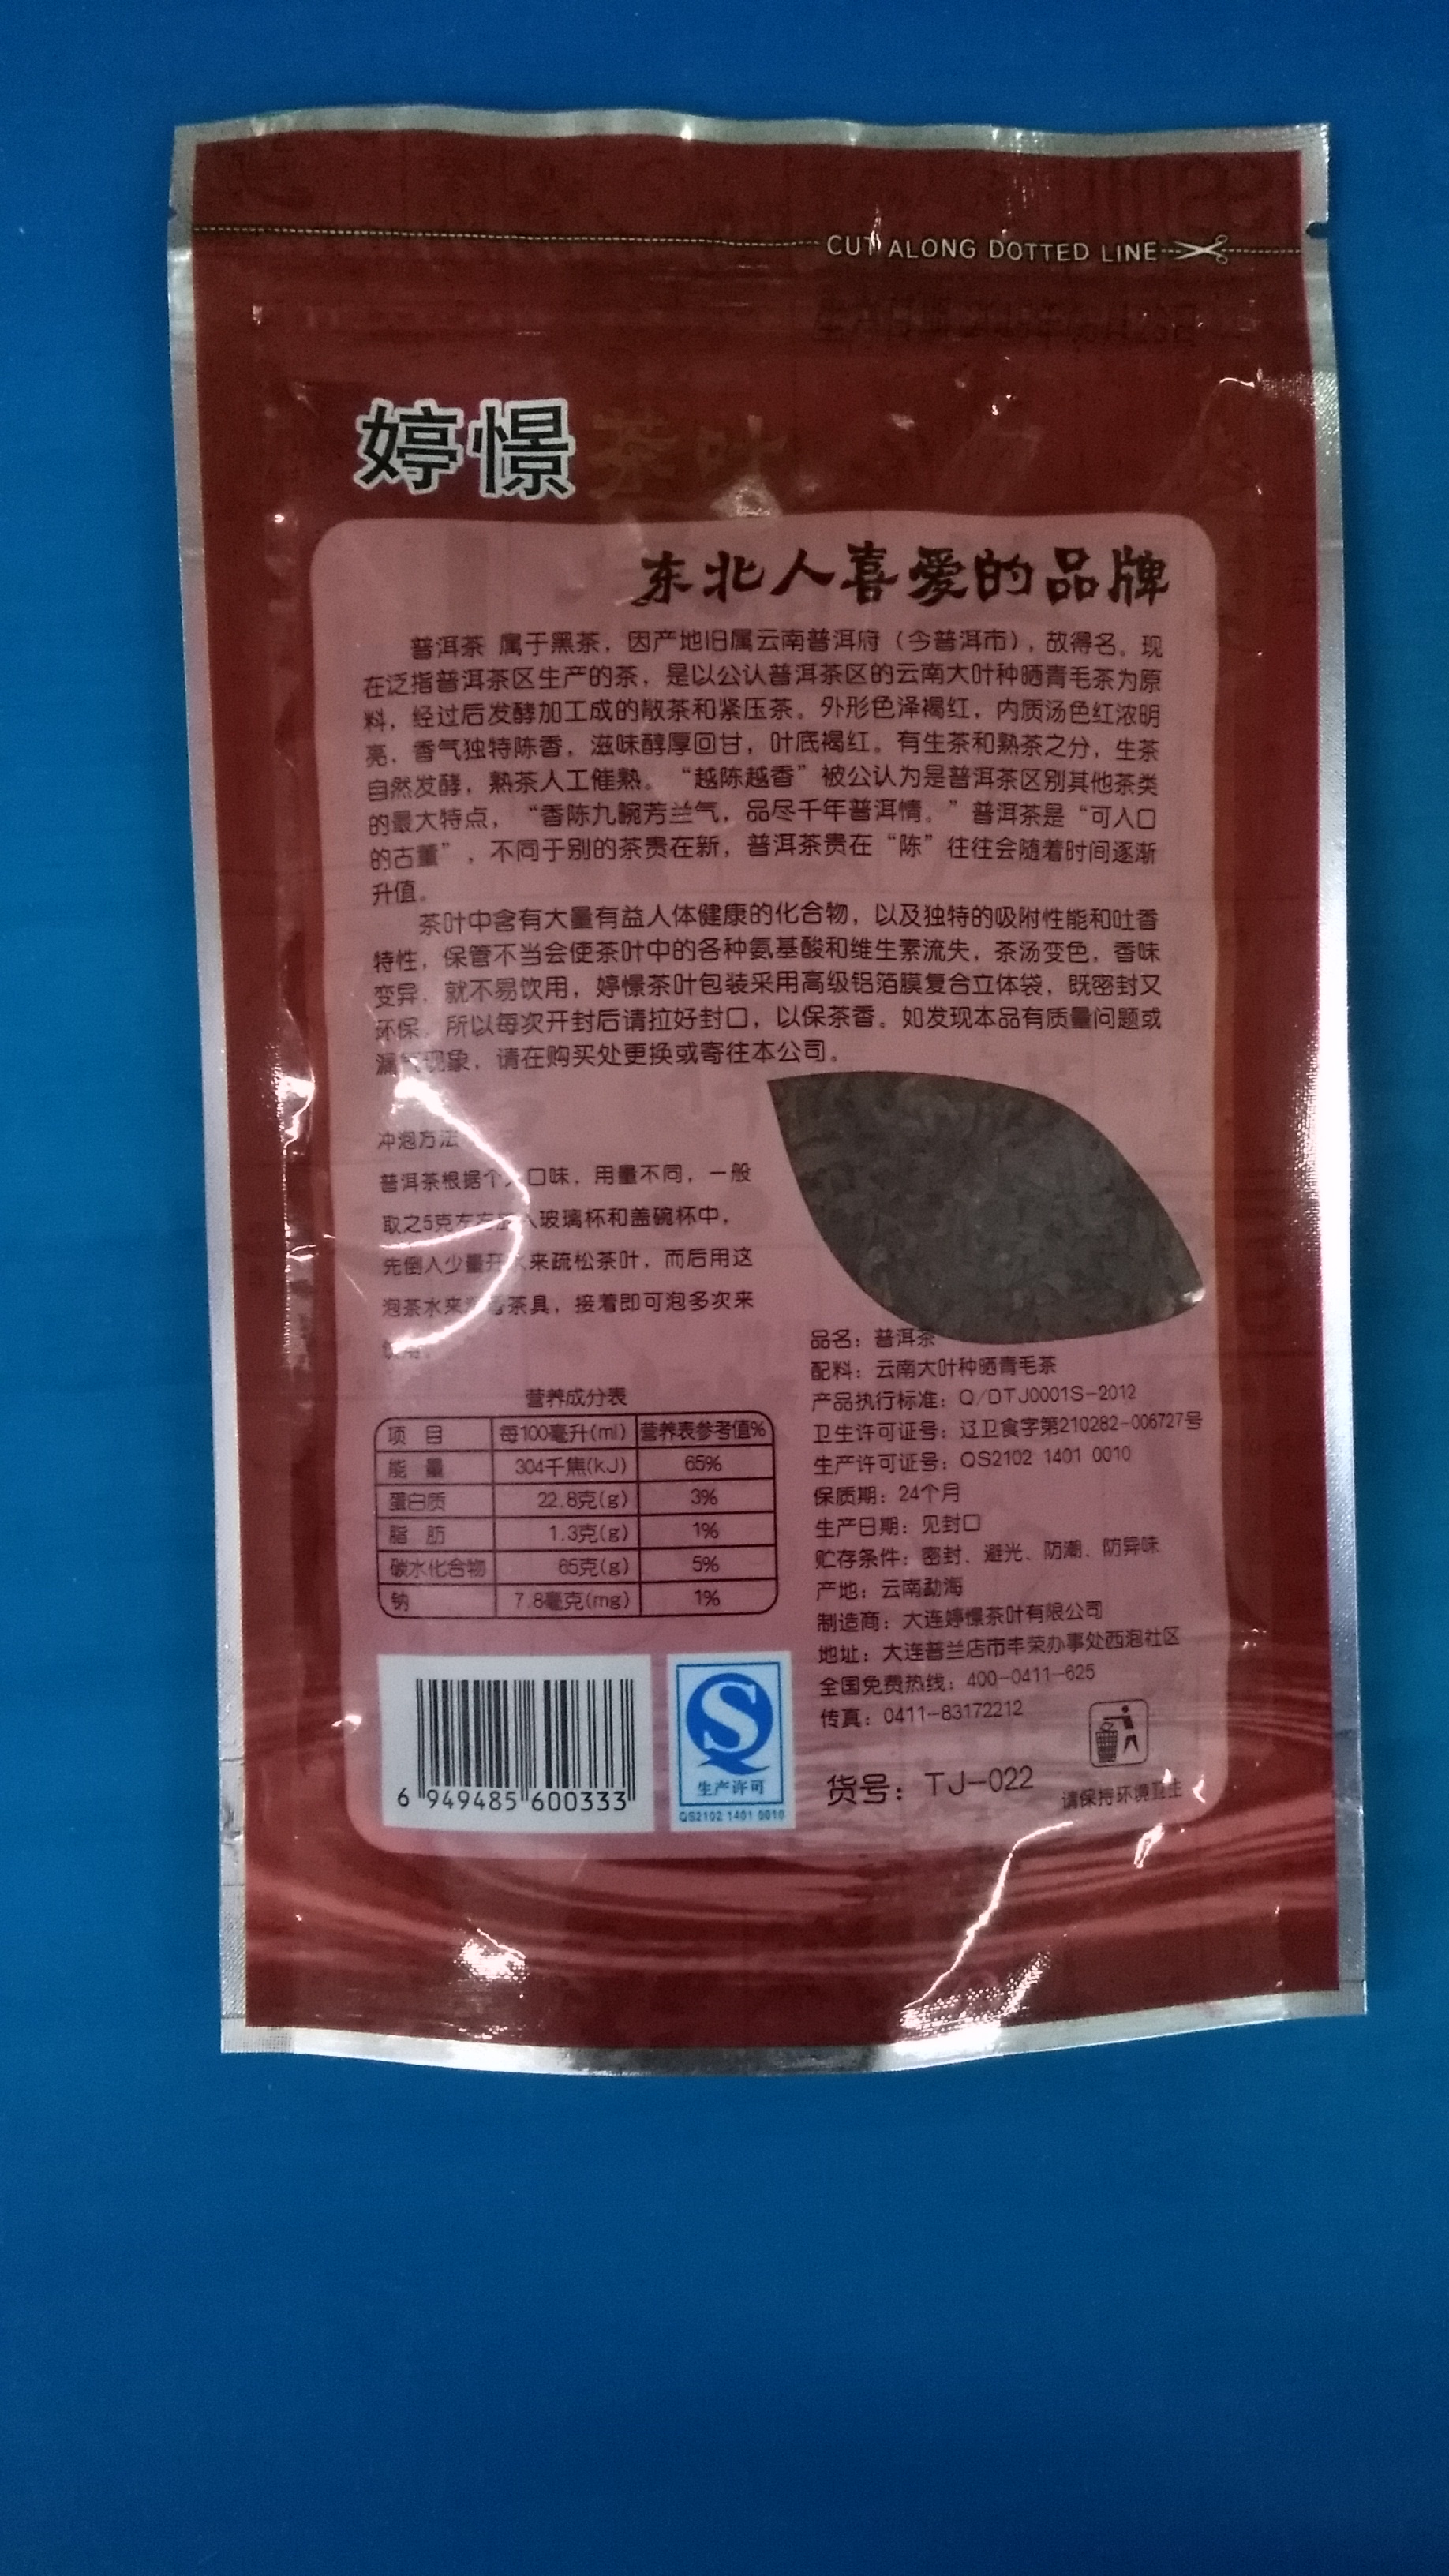 CUT ALONG DOTTED LINE
生产日期
婷憬茶叶
东北人喜爱的品牌
普洱茶 属于黑茶，因产地旧属云南普洱府（今普洱市），故得名。现
在泛指普洱茶区生产的茶，是以公认普洱茶区的云南大叶种晒青毛茶为原
料，经过后发酵加工成的散茶和紧压茶。外形色泽褐红，内质汤色红浓明
亮，香气独特陈香，滋味醇厚回甘，叶底褐红。有生茶和熟茶之分，生茶
自然发酵，熟茶人工催熟。“越陈越香”被公认为是普洱茶区别其他茶类
的最大特点，“香陈九畹芳兰气，品尽千年普洱情。”普洱茶是“可入口
的古董”，不同于别的茶贵在新，普洱茶贵在“陈”往往会随着时间逐渐
升值。
茶叶中含有大量有益人体健康的化合物，以及独特的吸附性能和吐香
特性，保管不当会使茶叶中的各种氨基酸和维生素流失，茶汤变色，香味
变异，就不易饮用，婷憬茶叶包装采用高级铝箔膜复合立体袋，既密封又
环保，所以每次开封后请拉好封口，以保茶香。如发现本品有质量问题或
漏气现象，请在购买处更换或寄往本公司。
冲泡方法
普洱茶根据个人口味，用量不同，一般
取之5克左右 入玻璃杯和盖碗杯中，
先倒入少量开水来疏松茶叶，而后用这
泡茶水来 茶具，接着即可泡多次来
饮用。
营养成分表
项 目 每100毫升(ml) 营养表参考值%
能 量 304千焦(kJ) 65%
蛋白质 22.8克(g) 3%
脂 肪 1.3克(g) 1%
碳水化合物 65克(g) 5%
钠 7.8毫克(mg) 1%
品名：普洱茶
配料：云南大叶种晒青毛茶
产品执行标准：Q/DTJ0001S-2012
卫生许可证号：辽卫食字第210282-006727号
生产许可证号：QS2102 1401 0010
保质期：24个月
生产日期：见封口
贮存条件：密封、避光、防潮、防异味
产地：云南勐海
制造商：大连婷憬茶叶有限公司
地址：大连普兰店市丰荣办事处西泡社区
全国免费热线：400-0411-625
传真：0411-83172212
货号：TJ-022
请保持环境卫生
6 949485 600333
生产许可
QS2102 1401 0010